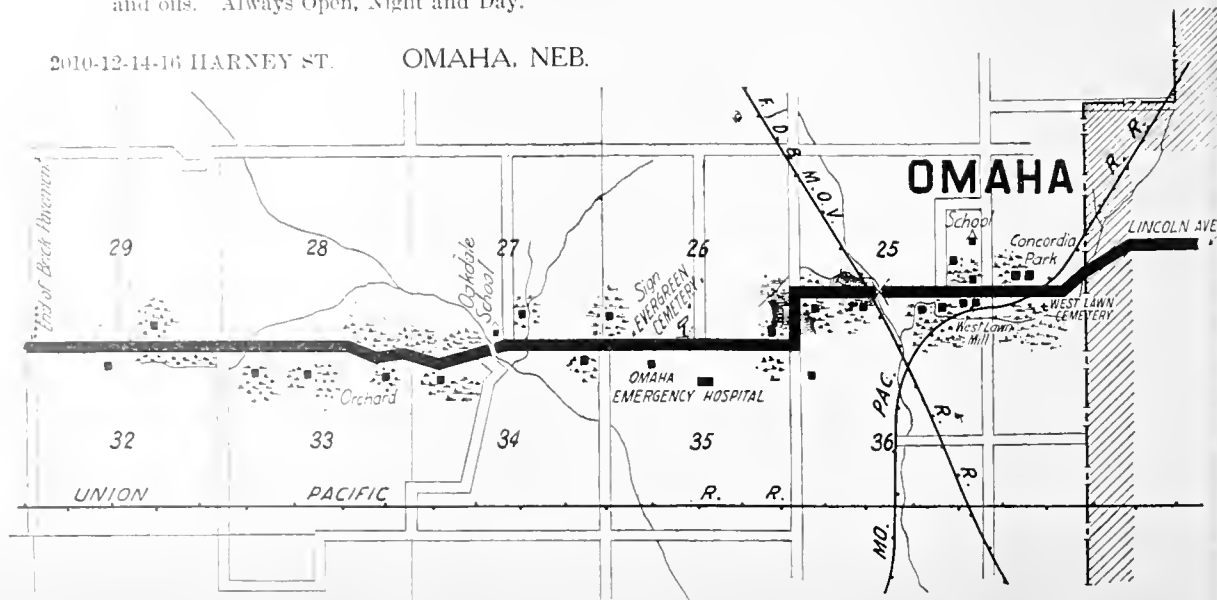 and oils. Always Open, Night and Day.
2010-12-14-16 HARNEY ST. OMAHA, NEB.
F. D. & M. O. V.
R. R.
OMAHA
LINCOLN AVE
End of Brick Pavement
29
28
Oakdale
School
27
Sign
EVERGREEN
CEMETERY.
26
25
School
Concordia
Park
WEST LAWN
CEMETERY
West Lawn
Mill
Orchard
OMAHA
EMERGENCY HOSPITAL
32
33
34
35
36
MO. PAC.
R. R.
UNION PACIFIC R. R.